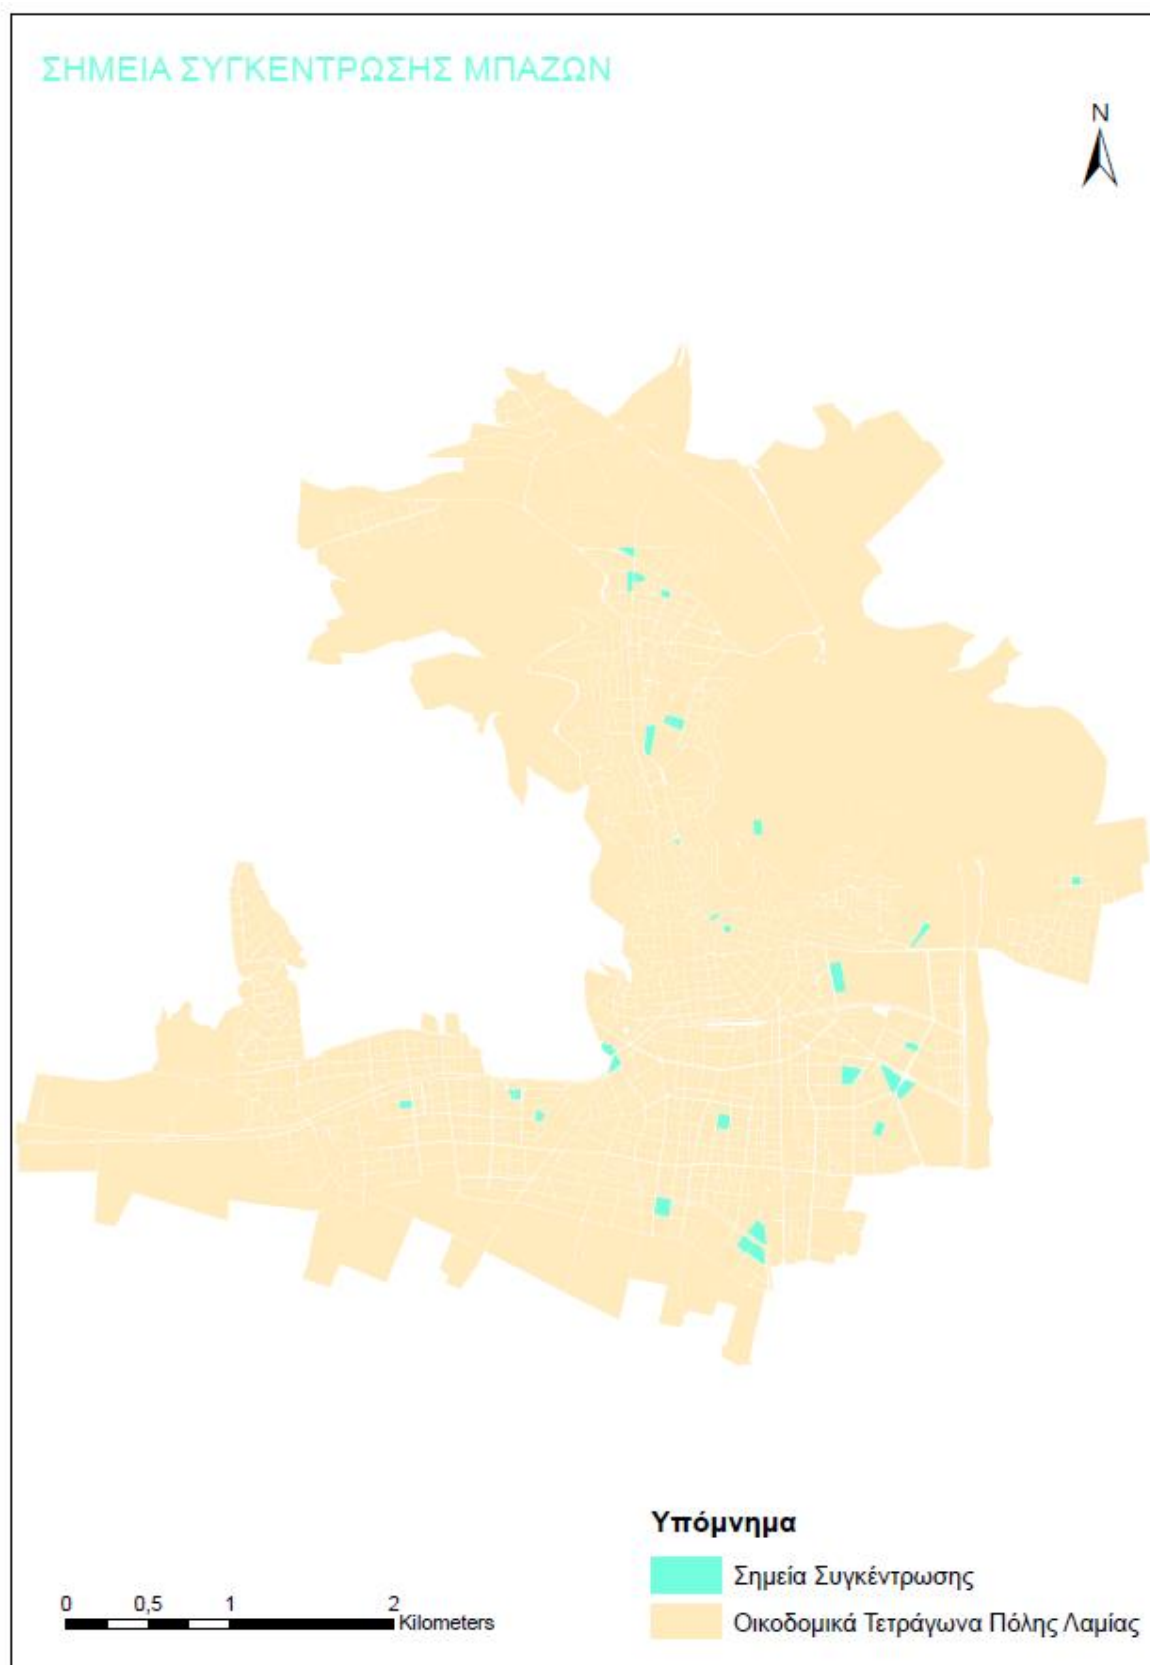 ΣΗΜΕΙΑ ΣΥΓΚΕΝΤΡΩΣΗΣ ΜΠΑΖΩΝ
N
Υπόμνημα
Σημεία Συγκέντρωσης
Οικοδομικά Τετράγωνα Πόλης Λαμίας
0 0,5 1 2
Kilometers